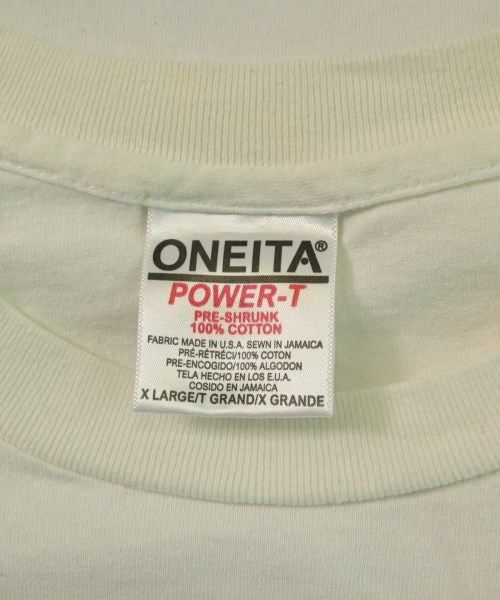 ONEITA®
POWER-T
PRE-SHRUNK
100% COTTON
FABRIC MADE IN U.S.A. SEWN IN JAMAICA
PRÉ-RÉTRÉCI/100% COTON
PRE-ENCOGIDO/100% ALGODON
TELA HECHO EN LOS E.U.A.
COSIDO EN JAMAICA
X LARGE/T GRAND/X GRANDE